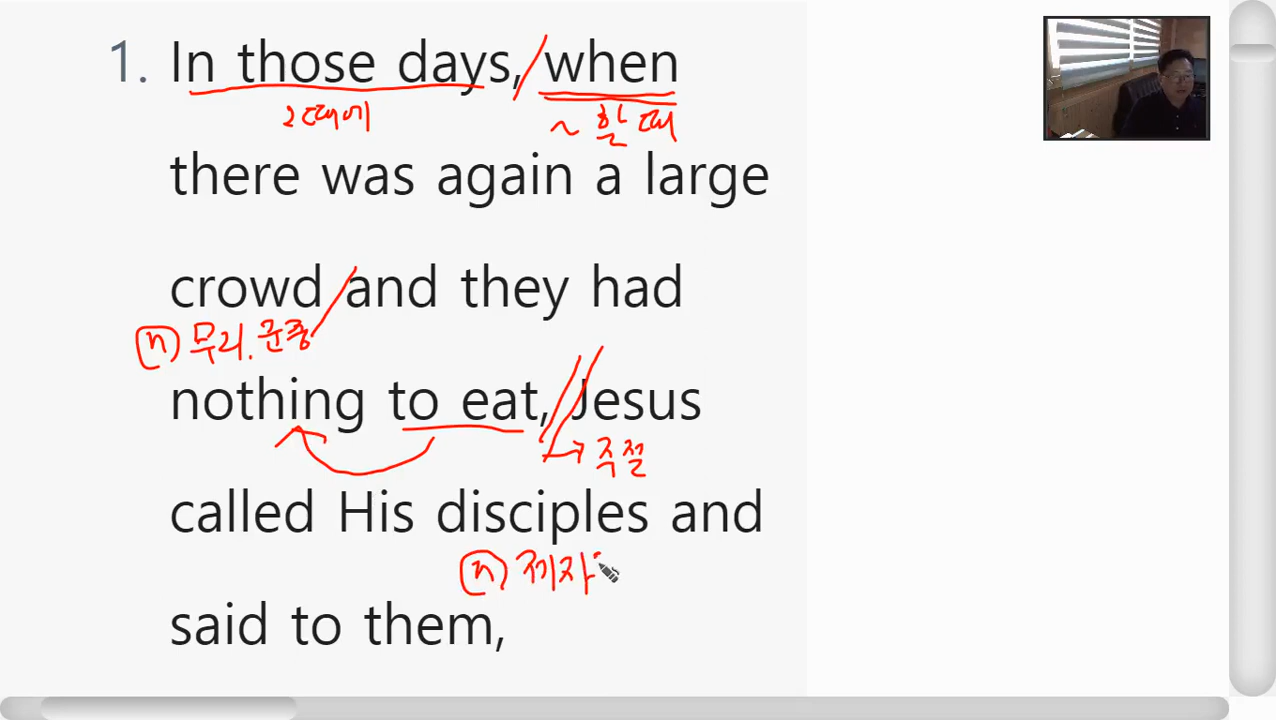 1. In those days, / when
그때에 ~ 할 때
there was again a large
crowd / and they had
(n) 무리. 군중
nothing to eat, // Jesus
→ 주절
called His disciples and
(n) 제자
said to them,